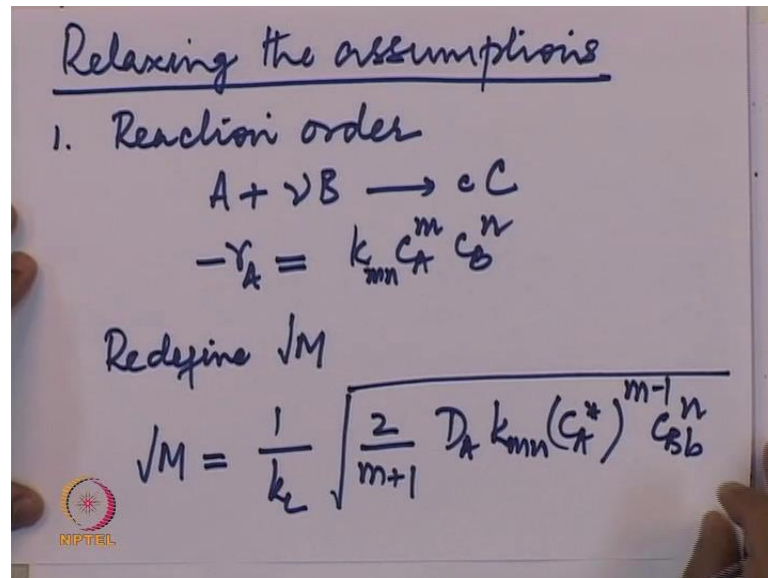 Relaxing the assumptions
1. Reaction order
A + νB ⟶ cC
-r_A = k_mn C_A^m C_B^n
Redefine √M
√M = 1/k_L √(2/(m+1) D_A k_mn (C_A*)^(m-1) C_Bb^n)
NPTEL